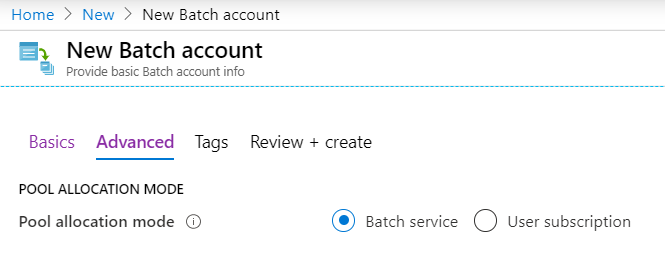 Home > New > New Batch account
New Batch account
Provide basic Batch account info
Basics Advanced Tags Review + create
POOL ALLOCATION MODE
Pool allocation mode Batch service User subscription